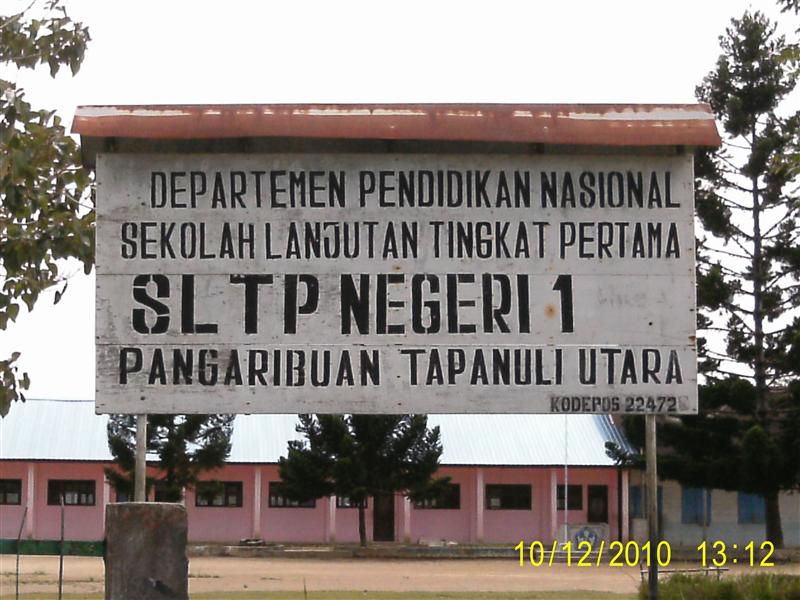 DEPARTEMEN PENDIDIKAN NASIONAL
SEKOLAH LANJUTAN TINGKAT PERTAMA
SLTP NEGERI 1
PANGARIBUAN TAPANULI UTARA
KODEPOS 22472
10/12/2010 13:12